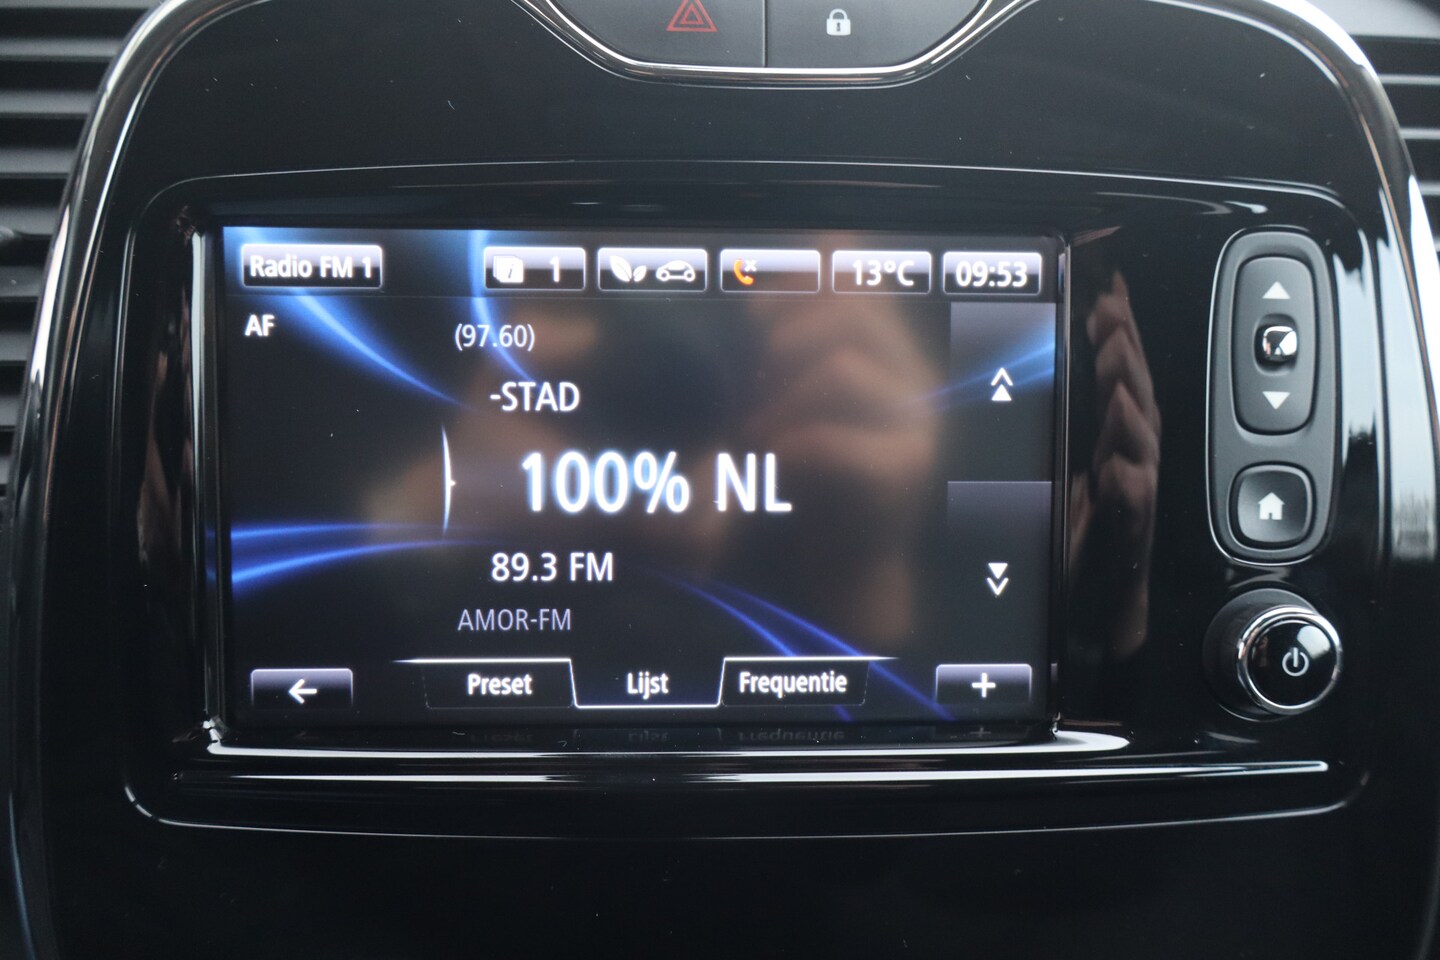 Radio FM 1
1
13°C
09:53
AF
(97.60)
-STAD
100% NL
89.3 FM
AMOR-FM
Preset
Lijst
Frequentie
+